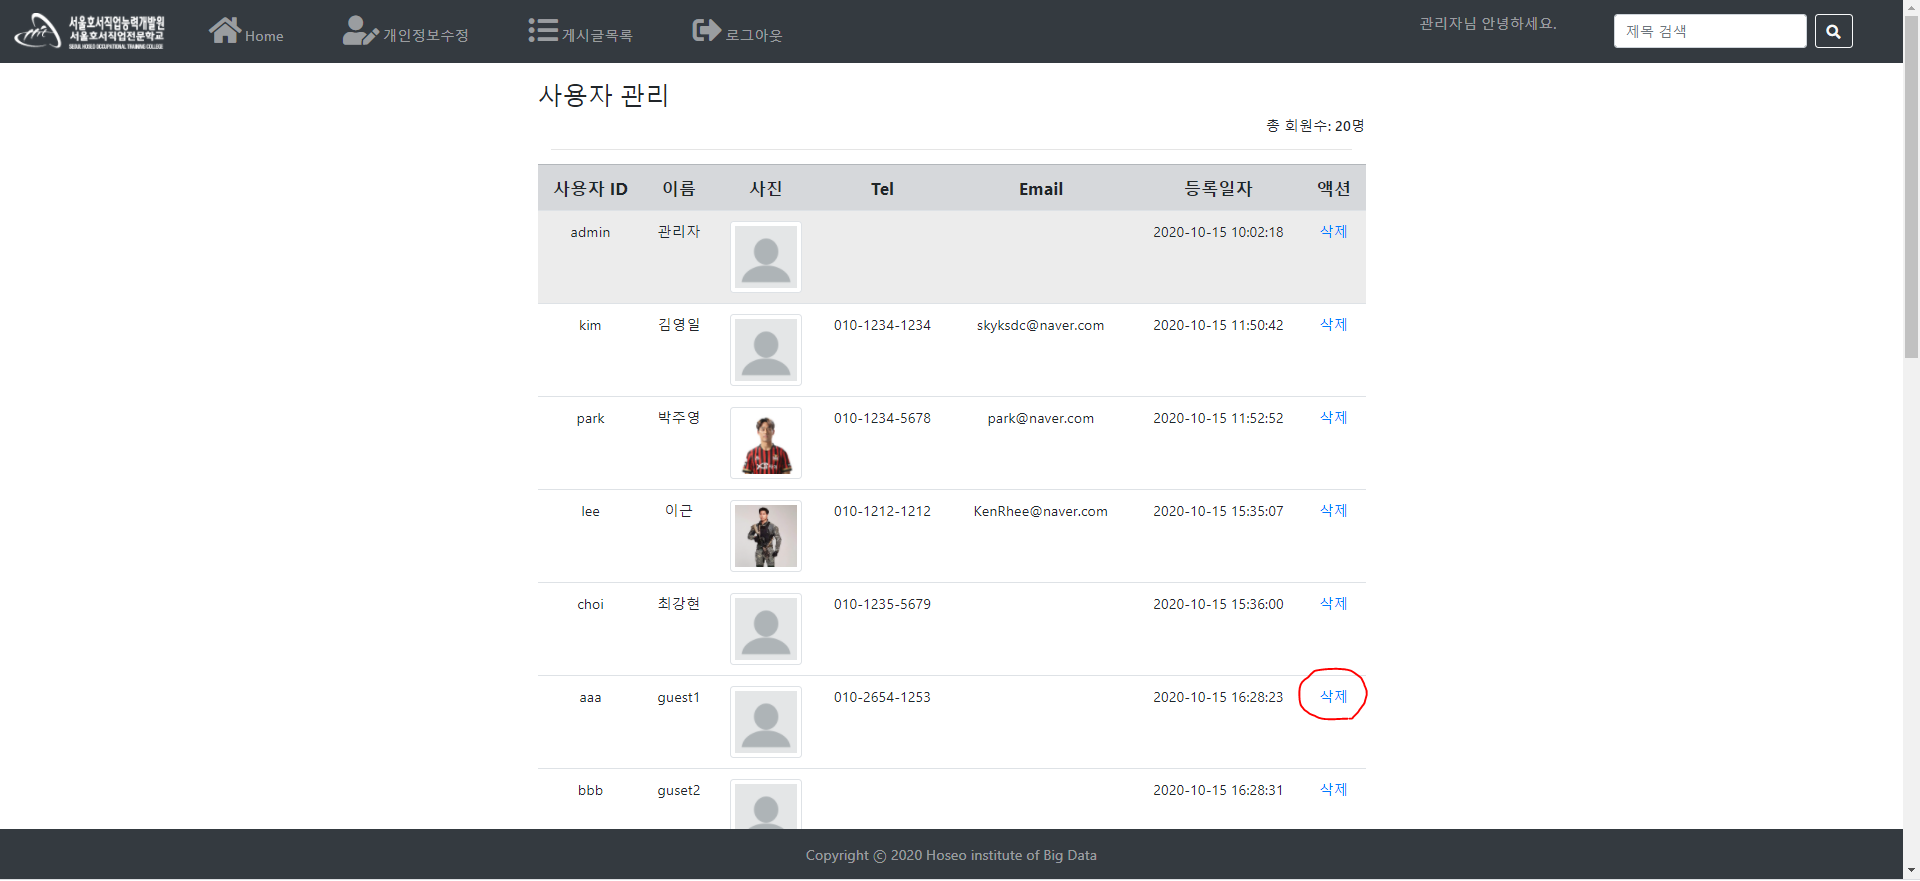 서울호서직업능력개발원
서울호서직업전문학교
SEOUL HOSEO OCCUPATIONAL TRAINING COLLEGE
Home 개인정보수정 게시글목록 로그아웃 관리자님 안녕하세요. 제목 검색
사용자 관리
총 회원수: 20명
사용자 ID 이름 사진 Tel Email 등록일자 액션
admin 관리자 2020-10-15 10:02:18 삭제
kim 김영일 010-1234-1234 skyksdc@naver.com 2020-10-15 11:50:42 삭제
park 박주영 010-1234-5678 park@naver.com 2020-10-15 11:52:52 삭제
lee 이근 010-1212-1212 KenRhee@naver.com 2020-10-15 15:35:07 삭제
choi 최강현 010-1235-5679 2020-10-15 15:36:00 삭제
aaa guest1 010-2654-1253 2020-10-15 16:28:23 삭제
bbb guset2 2020-10-15 16:28:31 삭제
Copyright ⓒ 2020 Hoseo institute of Big Data